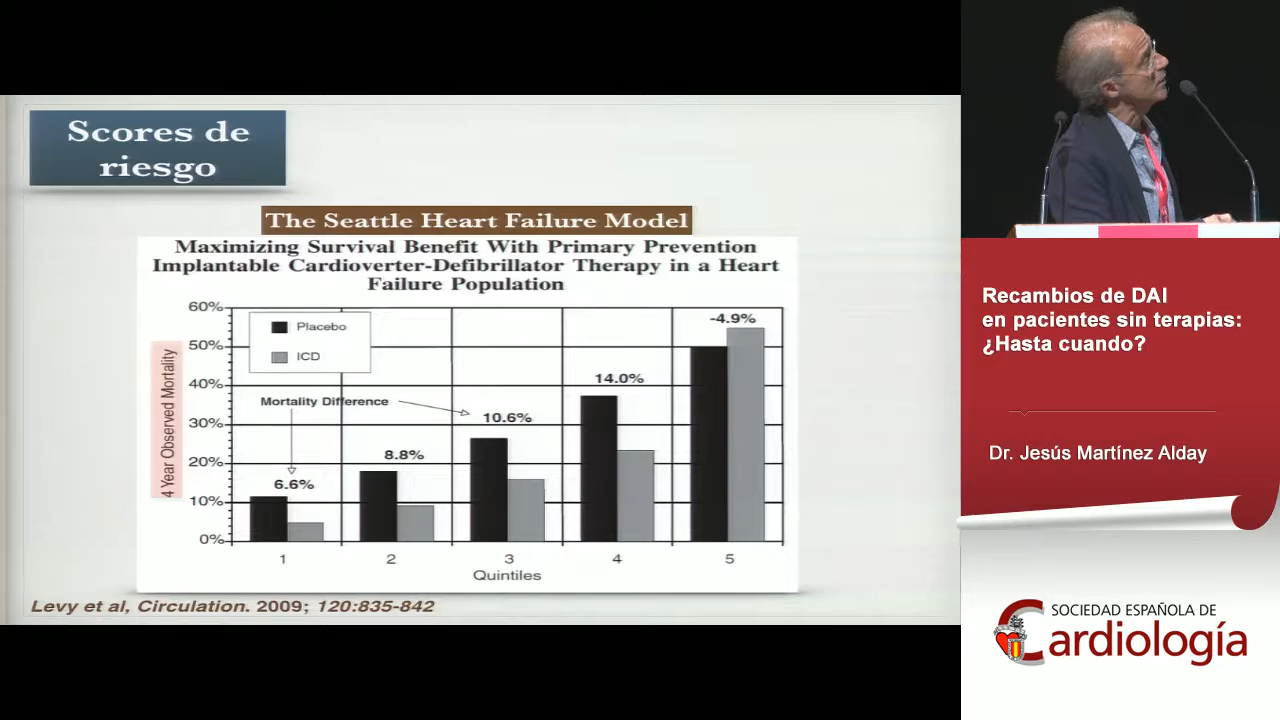 Scores de
riesgo
The Seattle Heart Failure Model
Maximizing Survival Benefit With Primary Prevention
Implantable Cardioverter-Defibrillator Therapy in a Heart
Failure Population
60%
50%
40%
30%
20%
10%
0%
4 Year Observed Mortality
Placebo
ICD
Mortality Difference
6.6%
8.8%
10.6%
14.0%
-4.9%
1
2
3
4
5
Quintiles
Levy et al, Circulation. 2009; 120:835-842
Recambios de DAI
en pacientes sin terapias:
¿Hasta cuando?
Dr. Jesús Martínez Alday
SOCIEDAD ESPAÑOLA DE
Cardiología